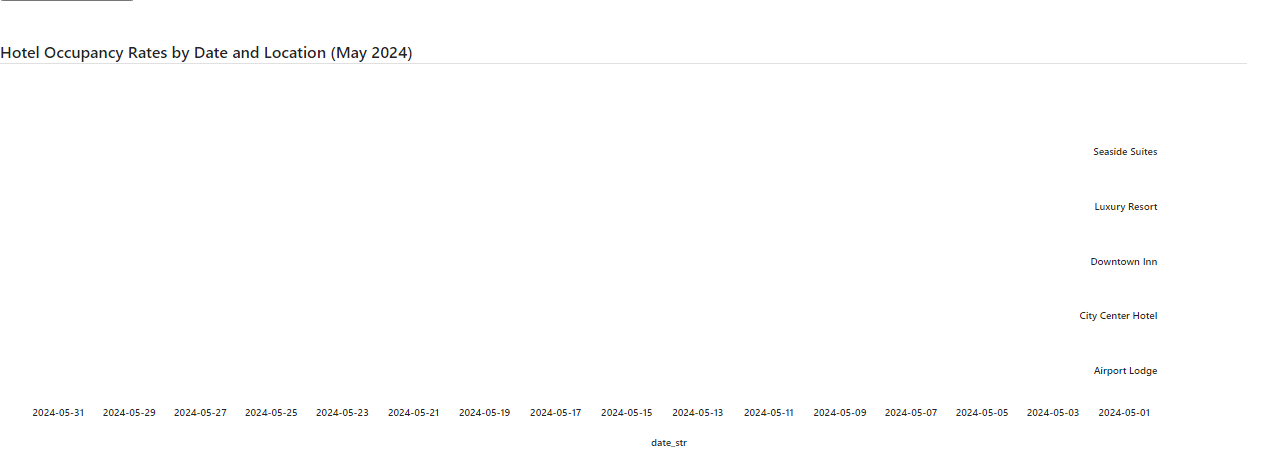 Hotel Occupancy Rates by Date and Location (May 2024)
Seaside Suites
Luxury Resort
Downtown Inn
City Center Hotel
Airport Lodge
2024-05-31 2024-05-29 2024-05-27 2024-05-25 2024-05-23 2024-05-21 2024-05-19 2024-05-17 2024-05-15 2024-05-13 2024-05-11 2024-05-09 2024-05-07 2024-05-05 2024-05-03 2024-05-01
date_str